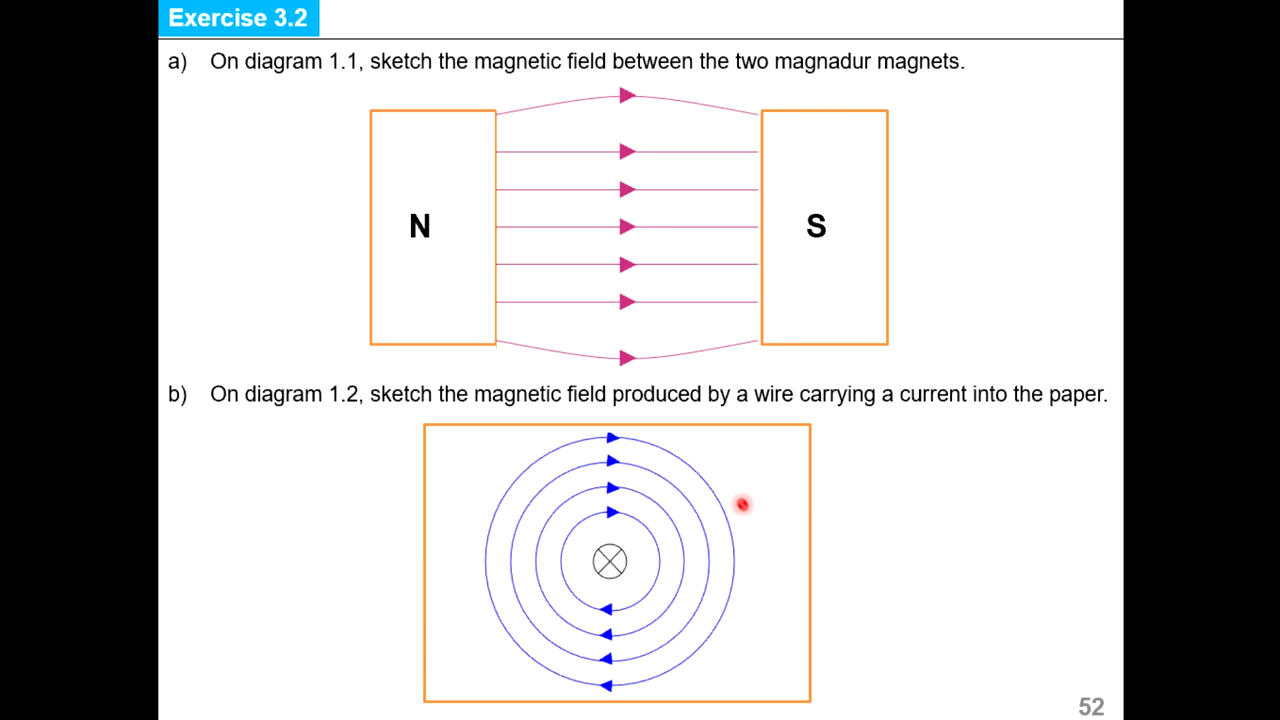 Exercise 3.2
a) On diagram 1.1, sketch the magnetic field between the two magnadur magnets.
N
S
b) On diagram 1.2, sketch the magnetic field produced by a wire carrying a current into the paper.
52